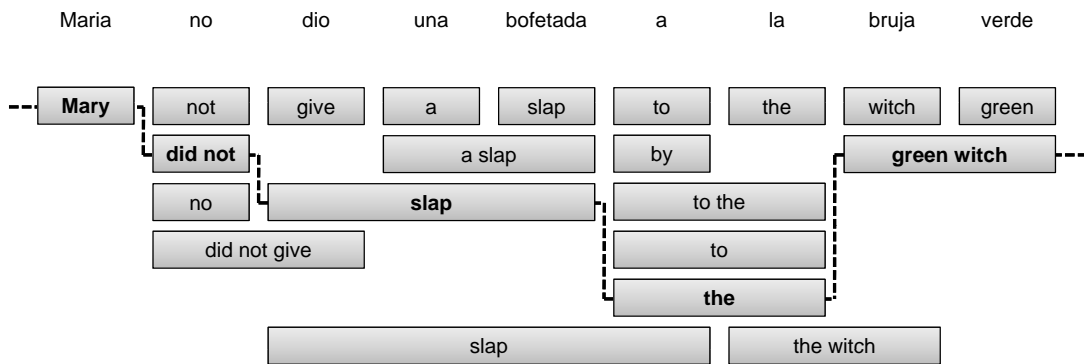 Maria no dio una bofetada a la bruja verde
Mary not give a slap to the witch green
did not a slap by green witch
no slap to the
did not give to
the
slap the witch